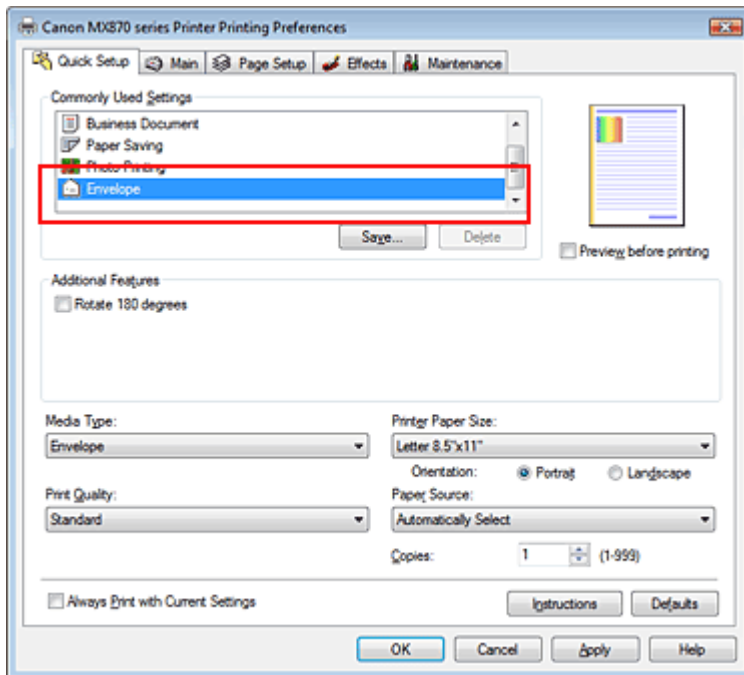 Canon MX870 series Printer Printing Preferences
Quick Setup Main Page Setup Effects Maintenance
Commonly Used Settings
Business Document
Paper Saving
Photo Printing
Envelope
Save... Delete
Preview before printing
Additional Features
Rotate 180 degrees
Media Type: Printer Paper Size:
Envelope Letter 8.5"x11"
Orientation: Portrait Landscape
Print Quality: Paper Source:
Standard Automatically Select
Copies: 1 (1-999)
Always Print with Current Settings Instructions Defaults
OK Cancel Apply Help